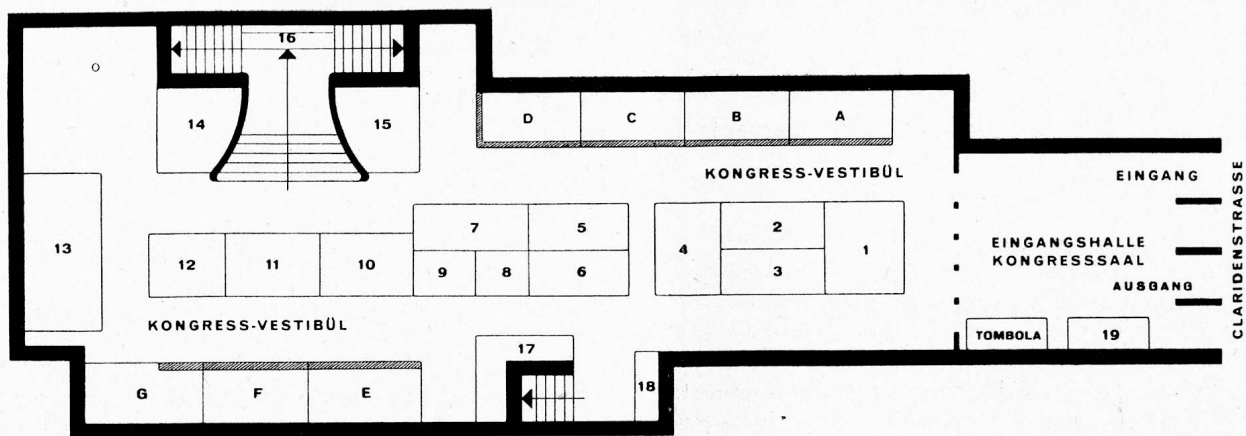 16
14
15
D
C
B
A
KONGRESS-VESTIBÜL
EINGANG
CLARIDENSTRASSE
13
7
5
4
2
1
12
11
10
9
8
6
3
EINGANGSHALLE
KONGRESSSAAL
AUSGANG
KONGRESS-VESTIBÜL
TOMBOLA
19
17
18
G
F
E